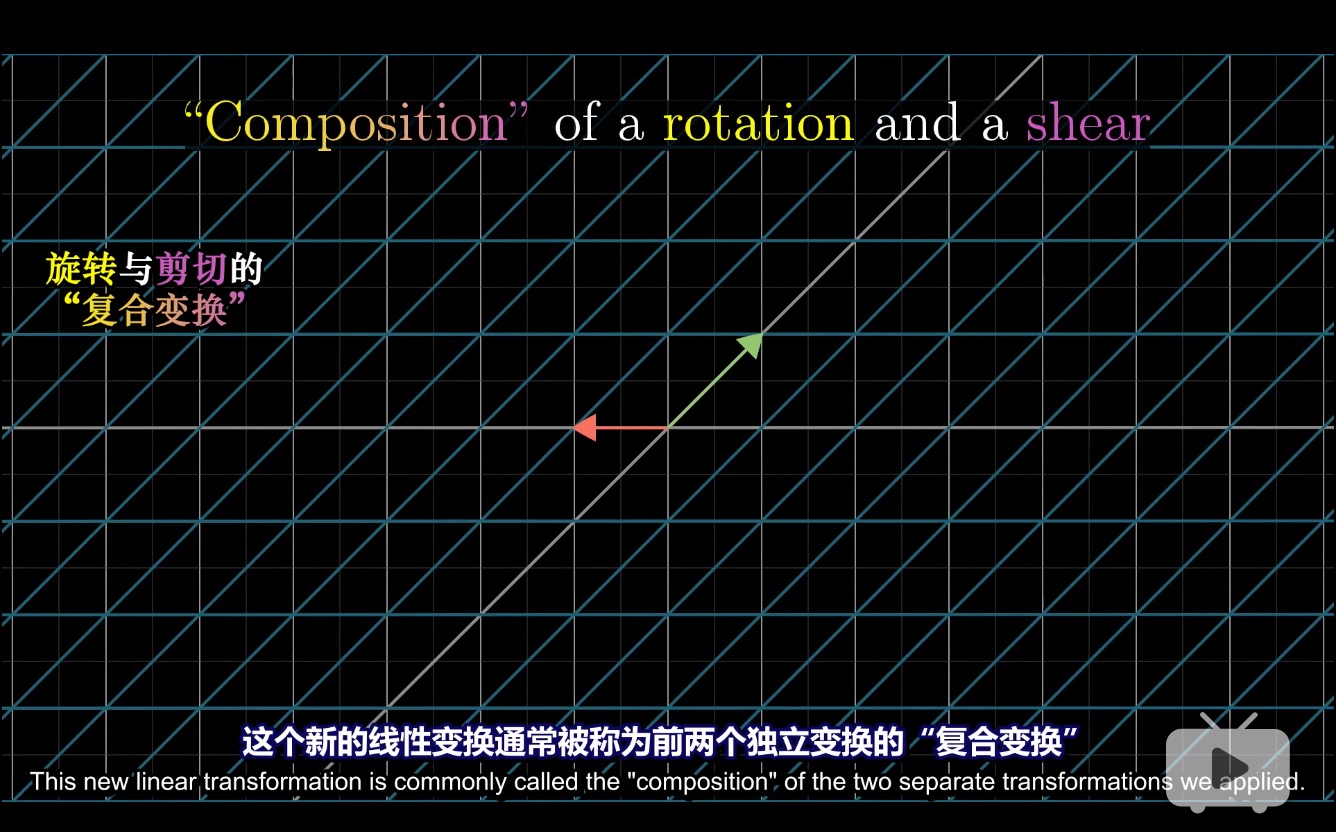 “Composition” of a rotation and a shear
旋转与剪切的
“复合变换”
这个新的线性变换通常被称为前两个独立变换的“复合变换”
This new linear transformation is commonly called the "composition" of the two separate transformations we applied.